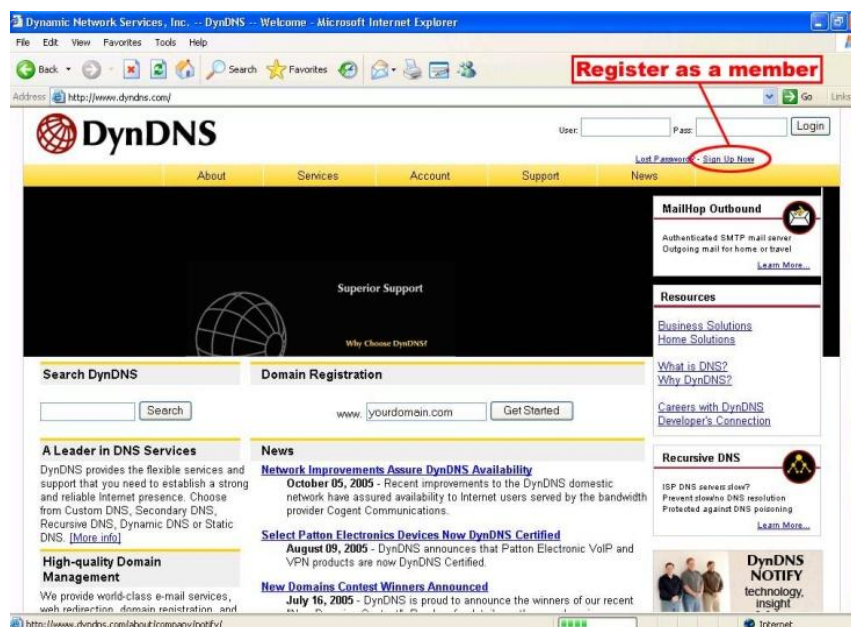 Dynamic Network Services, Inc. -- DynDNS -- Welcome - Microsoft Internet Explorer
File Edit View Favorites Tools Help
Back Search Favorites
Register as a member
Address http://www.dyndns.com/ Go Links
DynDNS
User: Pass: Login
Lost Password? - Sign Up Now
About Services Account Support News
Superior Support
Why Choose DynDNS?
MailHop Outbound
Authenticated SMTP mail server
Outgoing mail for home or travel
Learn More...
Resources
Business Solutions
Home Solutions
What is DNS?
Why DynDNS?
Careers with DynDNS
Developer's Connection
Search DynDNS
Search
Domain Registration
www. yourdomain.com Get Started
A Leader in DNS Services
DynDNS provides the flexible services and
support that you need to establish a strong
and reliable Internet presence. Choose
from Custom DNS, Secondary DNS,
Recursive DNS, Dynamic DNS or Static
DNS. [More info]
High-quality Domain
Management
We provide world-class e-mail services,
web redirection, domain registration, and
News
Network Improvements Assure DynDNS Availability
October 05, 2005 - Recent improvements to the DynDNS domestic
network have assured availability to Internet users served by the bandwidth
provider Cogent Communications.
Select Patton Electronics Devices Now DynDNS Certified
August 09, 2005 - DynDNS announces that Patton Electronic VoIP and
VPN products are now DynDNS Certified.
New Domains Contest Winners Announced
July 16, 2005 - DynDNS is proud to announce the winners of our recent
Recursive DNS
ISP DNS servers slow?
Prevent slow/no DNS resolution
Protected against DNS poisoning
Learn More...
DynDNS
NOTIFY
technology,
insight
http://www.dyndns.com/about/company/notify/ Internet